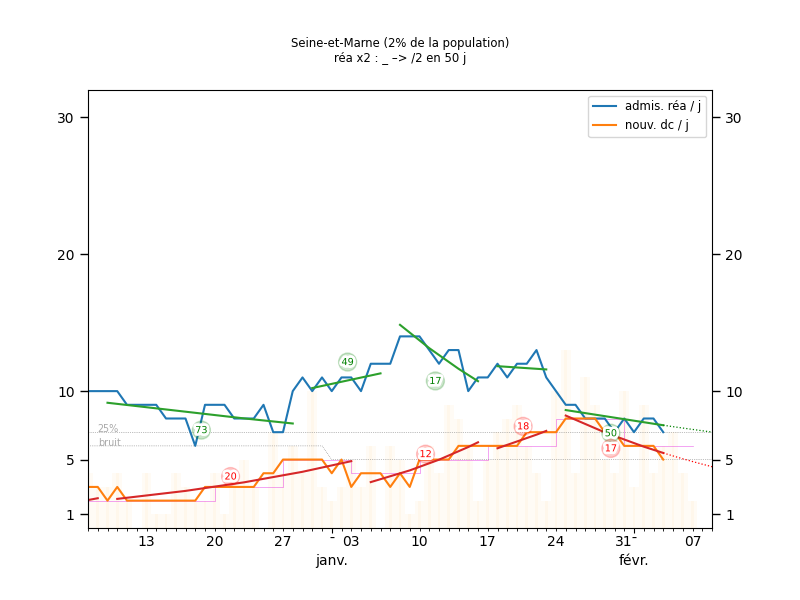 Seine-et-Marne (2% de la population)
réa x2 : _ –> /2 en 50 j
admis. réa / j
nouv. dc / j
30 30
20 20
10 10
5 5
1 1
49
17
73
25%
bruit
20
12
18
50
17
13 20 27 - 03 10 17 24 31- 07
janv. févr.